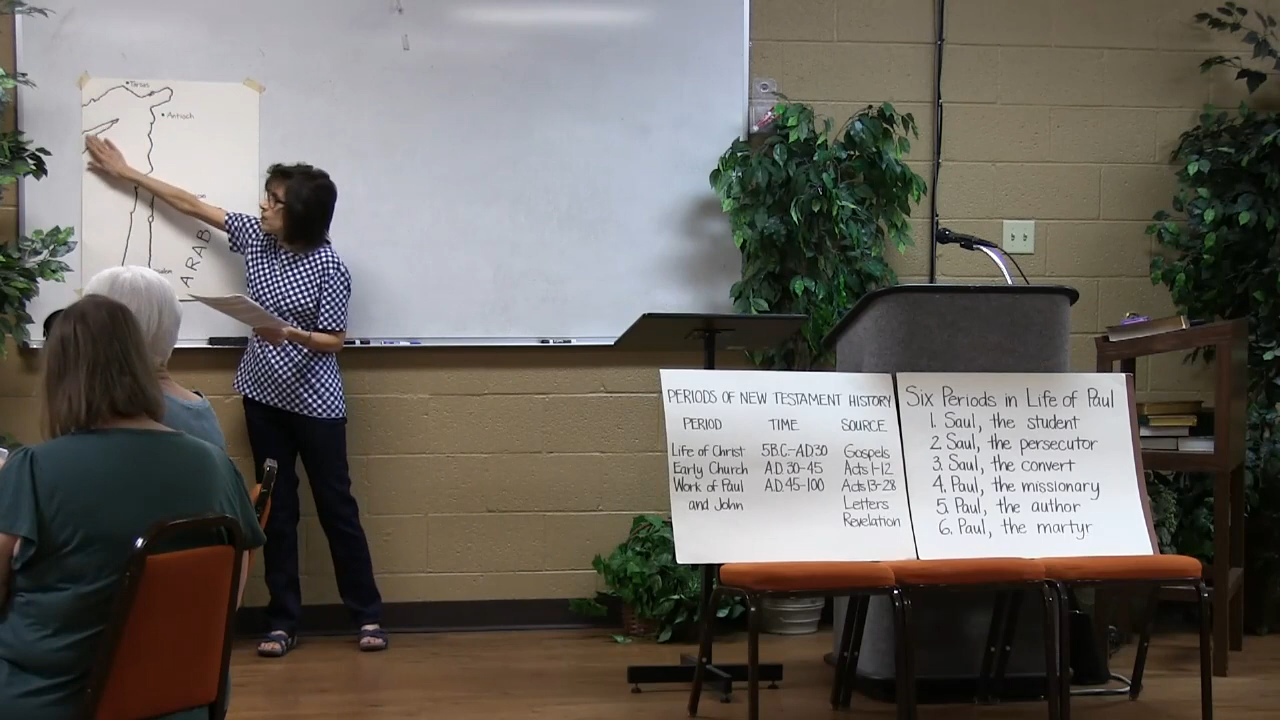 Tarsus
Antioch
ARAB
PERIODS OF NEW TESTAMENT HISTORY
PERIOD TIME SOURCE
Life of Christ 5B.C.-A.D.30 Gospels
Early Church A.D.30-45 Acts 1-12
Work of Paul A.D.45-100 Acts 13-28
and John Letters
Revelation
Six Periods in Life of Paul
1. Saul, the student
2. Saul, the persecutor
3. Saul, the convert
4. Paul, the missionary
5. Paul, the author
6. Paul, the martyr